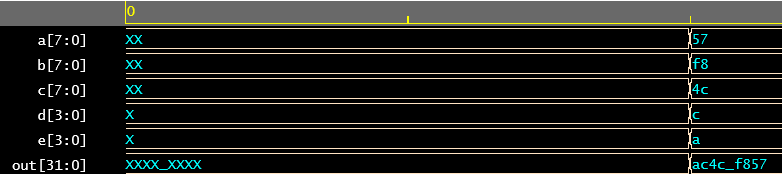 0
a[7:0] XX 57
b[7:0] XX f8
c[7:0] XX 4c
d[3:0] X c
e[3:0] X a
out[31:0] XXXX_XXXX ac4c_f857